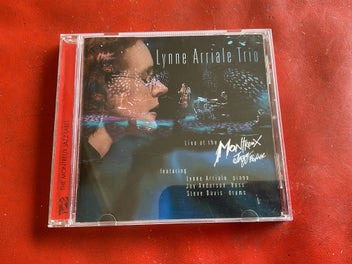 Lynne Arriale Trio
Live at the
MONTREUX
Jazz Festival
featuring
Lynne Arriale piano
Jay Anderson bass
Steve Davis drums
THE MONTREUX JAZZ LABEL